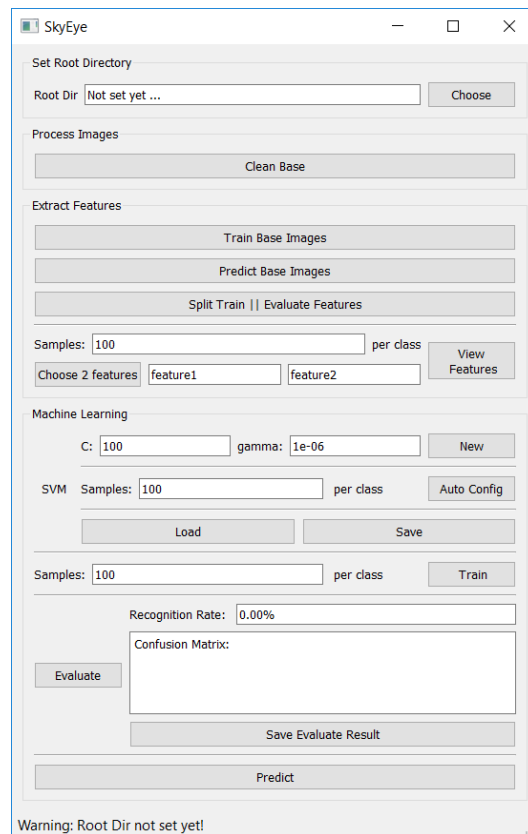 SkyEye
Set Root Directory
Root Dir Not set yet ... Choose
Process Images
Clean Base
Extract Features
Train Base Images
Predict Base Images
Split Train || Evaluate Features
Samples: 100 per class
View
Features
Choose 2 features feature1 feature2
Machine Learning
C: 100 gamma: 1e-06 New
SVM Samples: 100 per class Auto Config
Load Save
Samples: 100 per class Train
Recognition Rate: 0.00%
Confusion Matrix:
Evaluate
Save Evaluate Result
Predict
Warning: Root Dir not set yet!